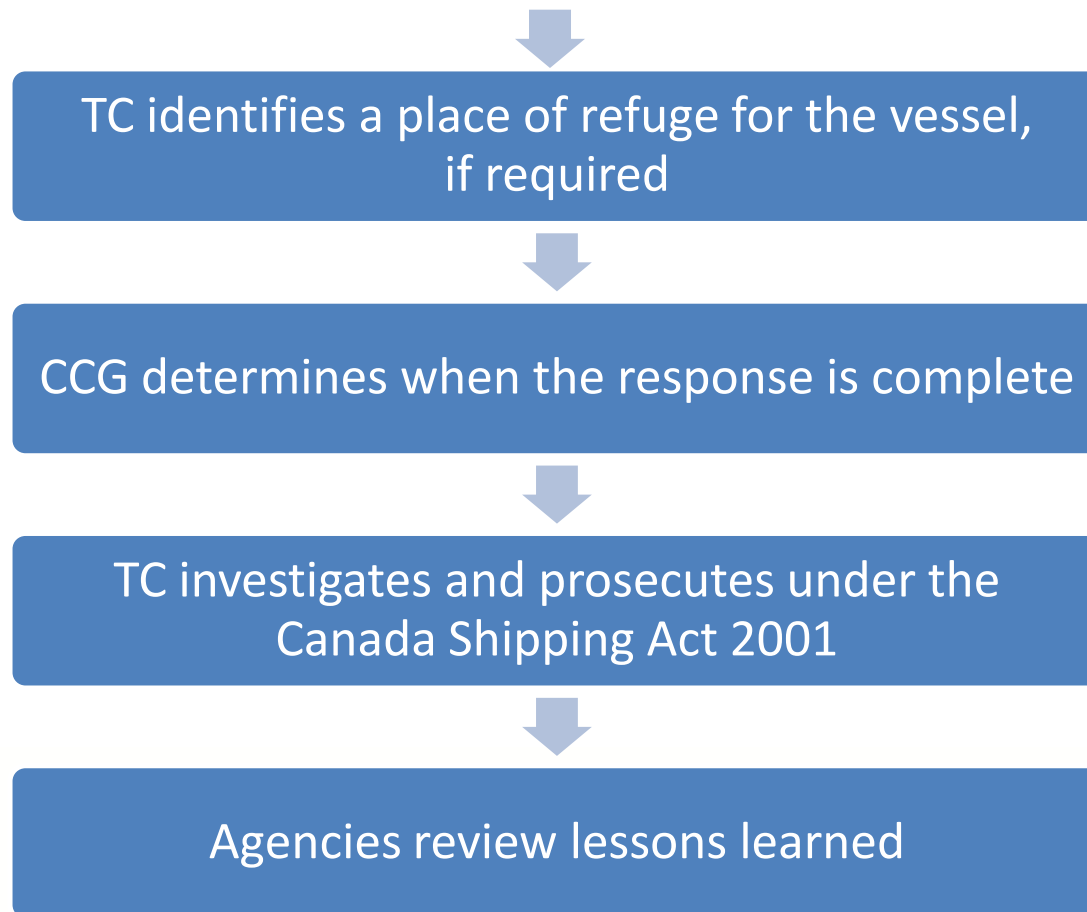 TC identifies a place of refuge for the vessel,
if required
CCG determines when the response is complete
TC investigates and prosecutes under the
Canada Shipping Act 2001
Agencies review lessons learned